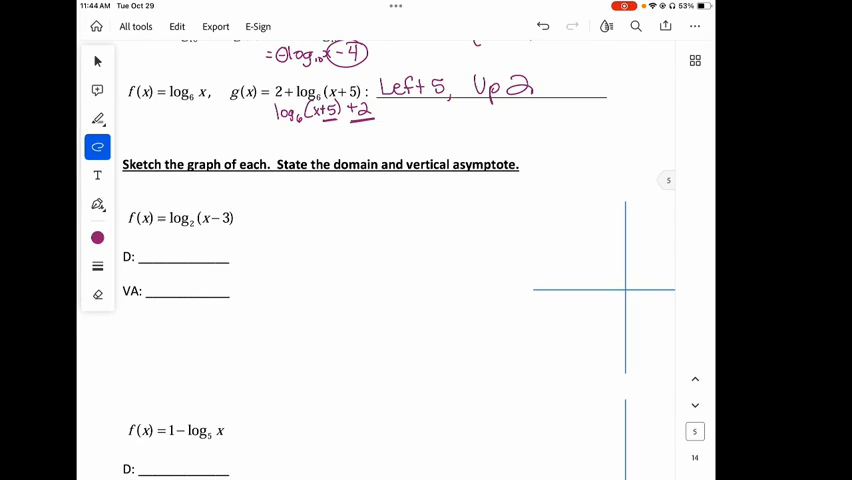 11:44 AM Tue Oct 29
53%
All tools Edit Export E-Sign
= -log₁₀x - 4
f(x) = log₆ x, g(x) = 2 + log₆ (x + 5) : Left 5, Up 2
log₆(x+5) + 2
Sketch the graph of each. State the domain and vertical asymptote.
5
f(x) = log₂ (x − 3)
D: ____________
VA: ____________
f(x) = 1 − log₅ x
5
14
D: ____________